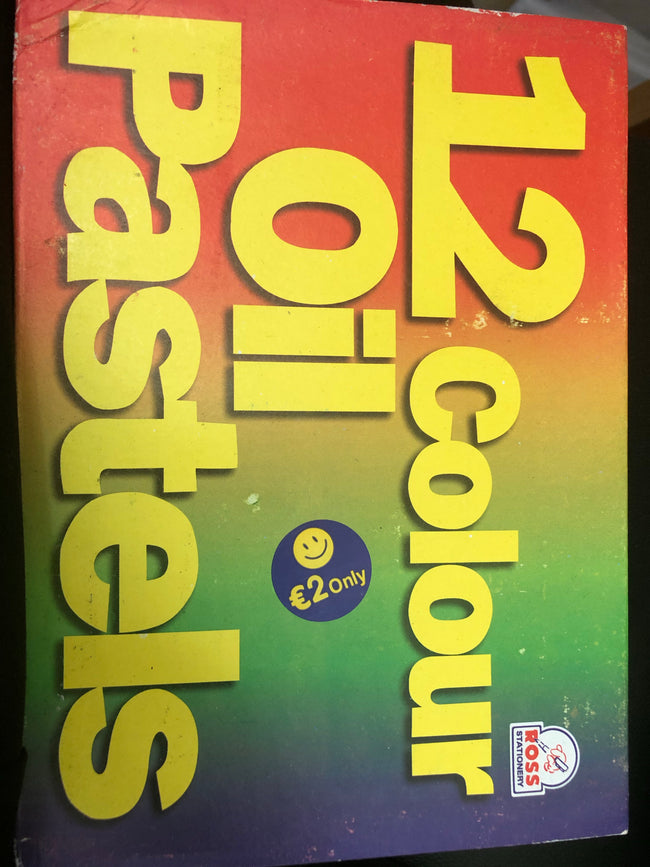 12 colour
Oil
Pastels
€2 Only
ROSS
STATIONERY